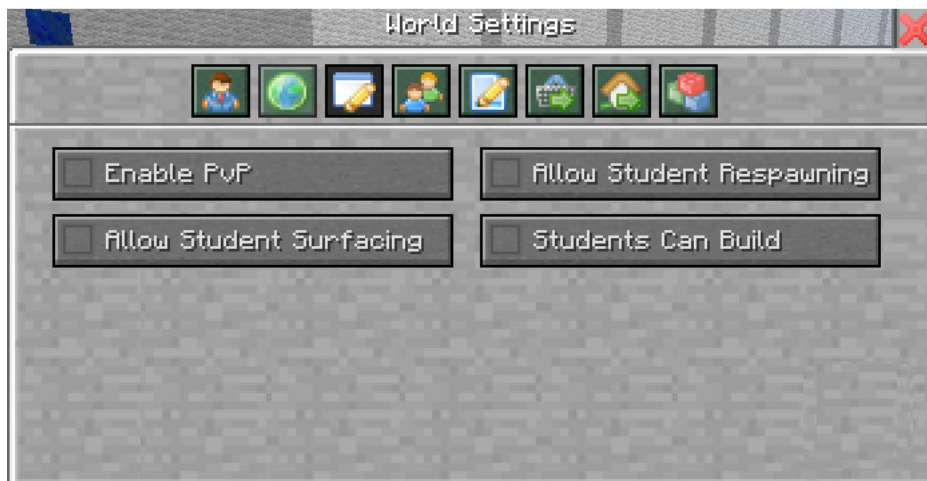 World Settings
Enable PvP
Allow Student Respawning
Allow Student Surfacing
Students Can Build